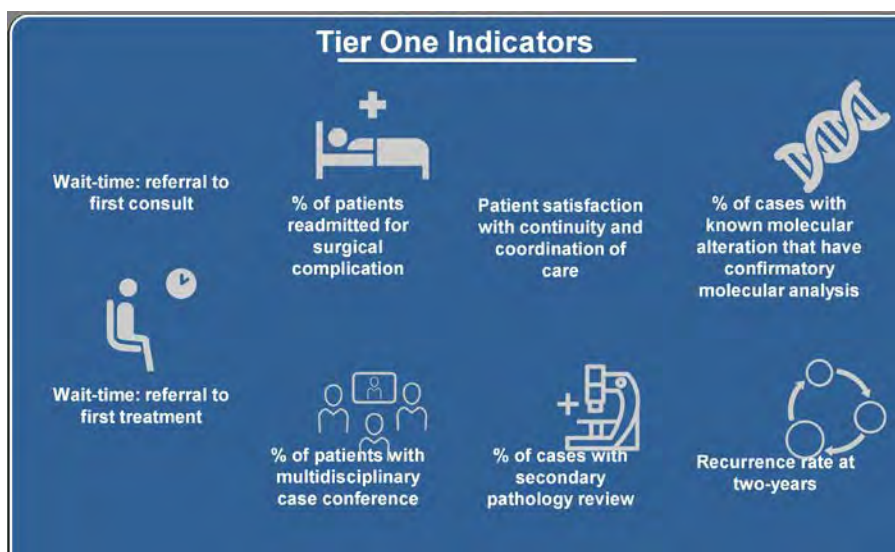 Tier One Indicators
Wait-time: referral to
first consult
% of patients
readmitted for
surgical
complication
Patient satisfaction
with continuity and
coordination of
care
% of cases with
known molecular
alteration that have
confirmatory
molecular analysis
Wait-time: referral to
first treatment
% of patients with
multidisciplinary
case conference
% of cases with
secondary
pathology review
Recurrence rate at
two-years